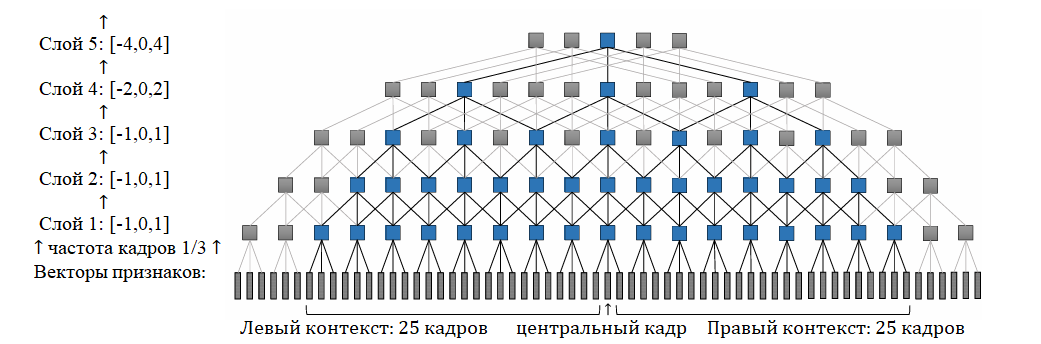 ↑
Слой 5: [-4,0,4]
↑
Слой 4: [-2,0,2]
↑
Слой 3: [-1,0,1]
↑
Слой 2: [-1,0,1]
↑
Слой 1: [-1,0,1]
↑ частота кадров 1/3 ↑
Векторы признаков:
↑
Левый контекст: 25 кадров центральный кадр Правый контекст: 25 кадров